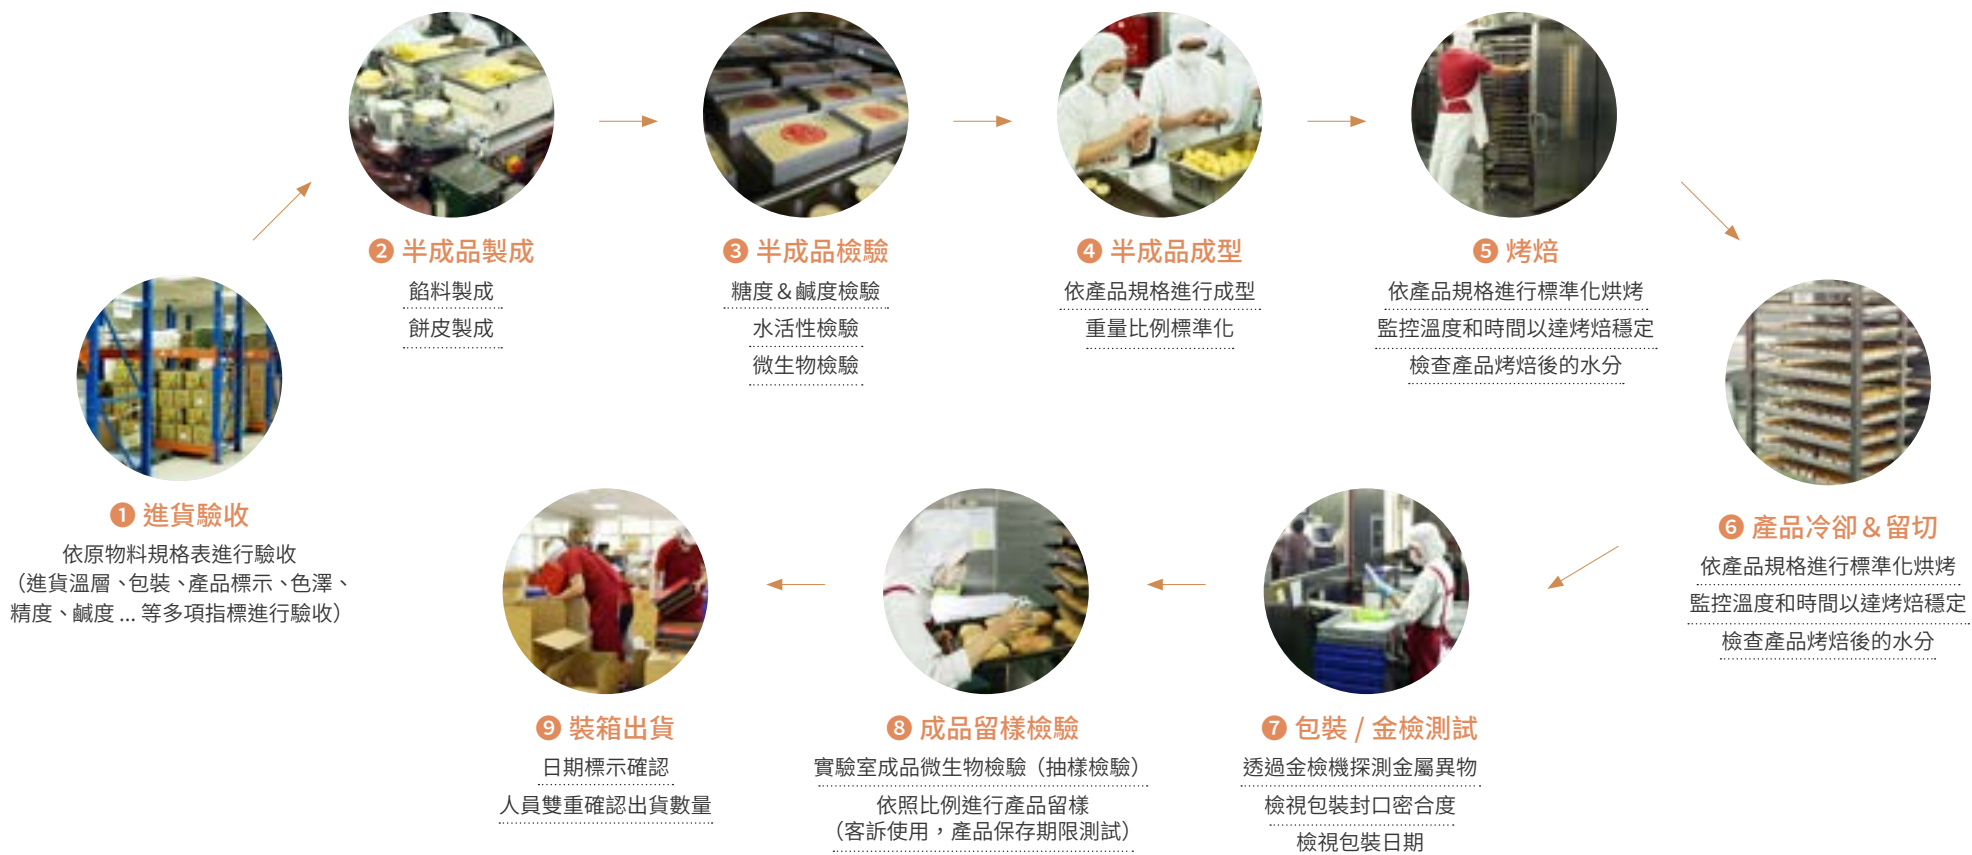 ❶ 進貨驗收
依原物料規格表進行驗收
（進貨溫層、包裝、產品標示、色澤、
精度、鹹度 ... 等多項指標進行驗收）
❷ 半成品製成
餡料製成
餅皮製成
❸ 半成品檢驗
糖度＆鹹度檢驗
水活性檢驗
微生物檢驗
❹ 半成品成型
依產品規格進行成型
重量比例標準化
❺ 烤焙
依產品規格進行標準化烘烤
監控溫度和時間以達烤焙穩定
檢查產品烤焙後的水分
❻ 產品冷卻＆留切
依產品規格進行標準化烘烤
監控溫度和時間以達烤焙穩定
檢查產品烤焙後的水分
❼ 包裝 / 金檢測試
透過金檢機探測金屬異物
檢視包裝封口密合度
檢視包裝日期
❽ 成品留樣檢驗
實驗室成品微生物檢驗（抽樣檢驗）
依照比例進行產品留樣
（客訴使用，產品保存期限測試）
❾ 裝箱出貨
日期標示確認
人員雙重確認出貨數量